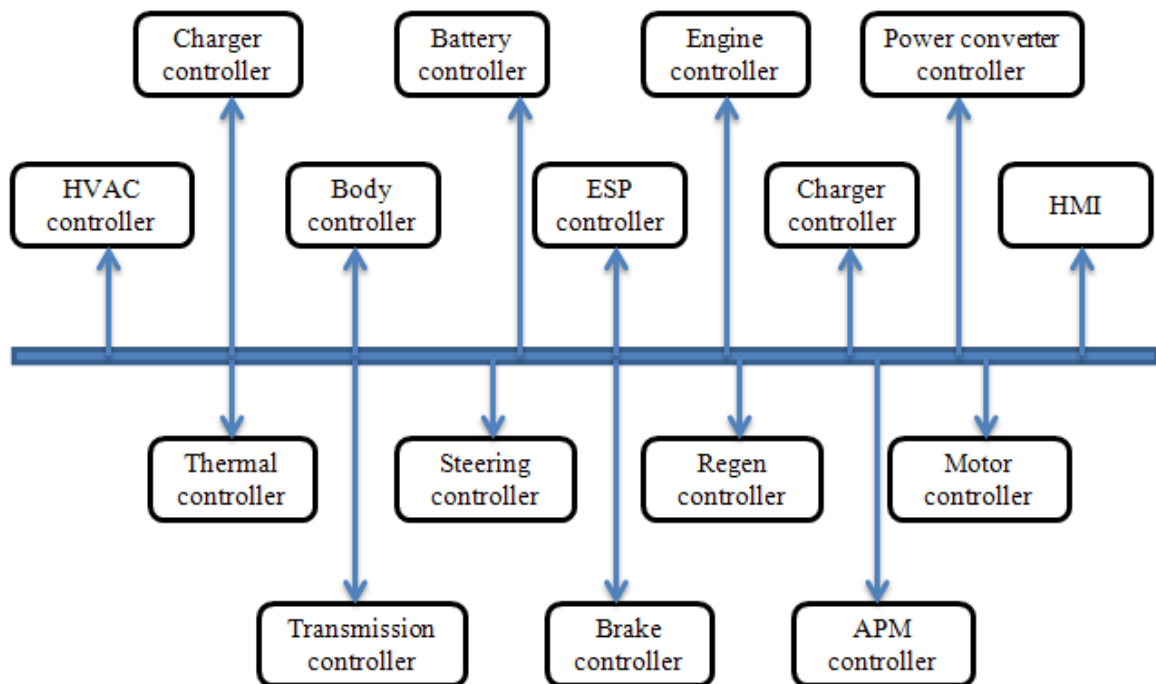 Charger
controller
Battery
controller
Engine
controller
Power converter
controller
HVAC
controller
Body
controller
ESP
controller
Charger
controller
HMI
Thermal
controller
Steering
controller
Regen
controller
Motor
controller
Transmission
controller
Brake
controller
APM
controller